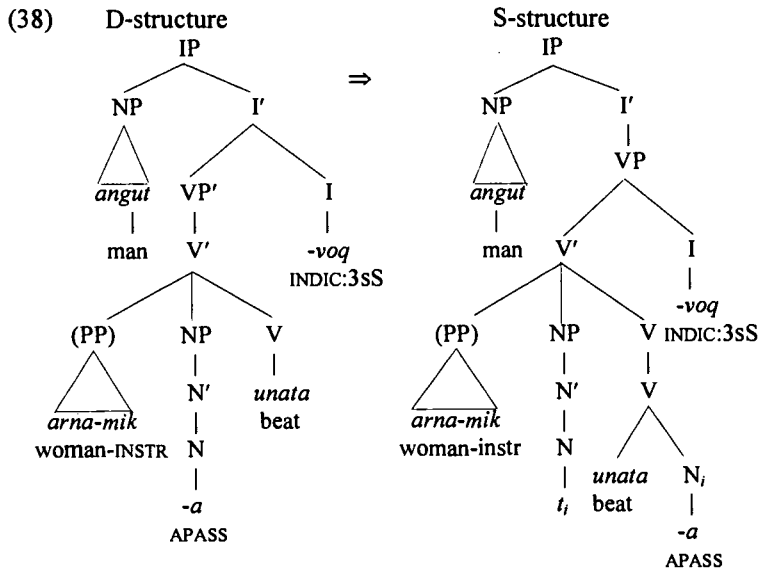 (38) D-structure S-structure
IP ⇒ IP
NP I′ NP I′
VP
angut VP′ I angut
man V′ -voq man V′ I
INDIC:3sS -voq
(PP) NP V (PP) NP V INDIC:3sS
arna-mik N′ unata arna-mik N′ V
woman-INSTR N beat woman-instr N unata Nᵢ
-a tᵢ beat -a
APASS APASS